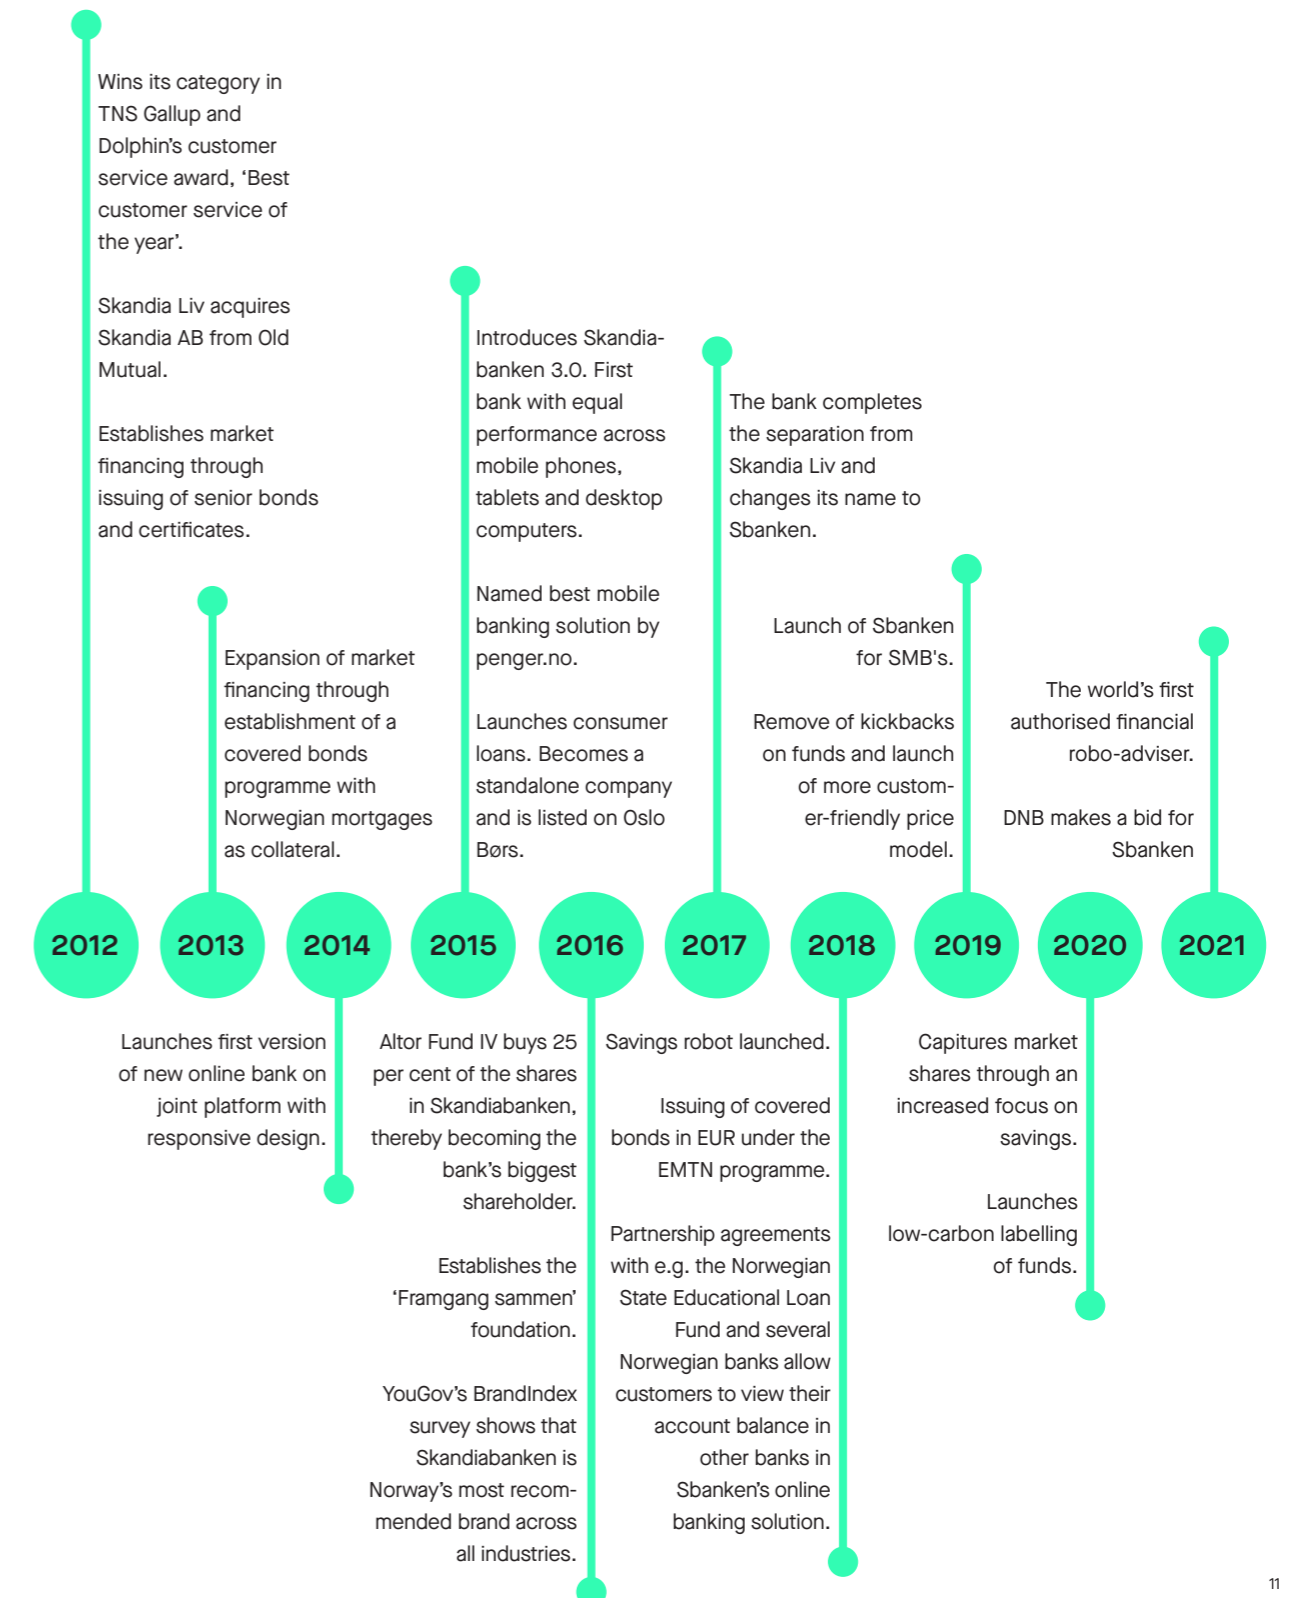 Wins its category in
TNS Gallup and
Dolphin’s customer
service award, ‘Best
customer service of
the year’.
Skandia Liv acquires
Skandia AB from Old
Mutual.
Establishes market
financing through
issuing of senior bonds
and certificates.
Expansion of market
financing through
establishment of a
covered bonds
programme with
Norwegian mortgages
as collateral.
Introduces Skandia-
banken 3.0. First
bank with equal
performance across
mobile phones,
tablets and desktop
computers.
Named best mobile
banking solution by
penger.no.
Launches consumer
loans. Becomes a
standalone company
and is listed on Oslo
Børs.
The bank completes
the separation from
Skandia Liv and
changes its name to
Sbanken.
Launch of Sbanken
for SMB's.
Remove of kickbacks
on funds and launch
of more custom-
er-friendly price
model.
The world’s first
authorised financial
robo-adviser.
DNB makes a bid for
Sbanken
2012 2013 2014 2015 2016 2017 2018 2019 2020 2021
Launches first version
of new online bank on
joint platform with
responsive design.
Altor Fund IV buys 25
per cent of the shares
in Skandiabanken,
thereby becoming the
bank’s biggest
shareholder.
Establishes the
‘Framgang sammen’
foundation.
YouGov’s BrandIndex
survey shows that
Skandiabanken is
Norway’s most recom-
mended brand across
all industries.
Savings robot launched.
Issuing of covered
bonds in EUR under the
EMTN programme.
Partnership agreements
with e.g. the Norwegian
State Educational Loan
Fund and several
Norwegian banks allow
customers to view their
account balance in
other banks in
Sbanken’s online
banking solution.
Capitures market
shares through an
increased focus on
savings.
Launches
low-carbon labelling
of funds.
11